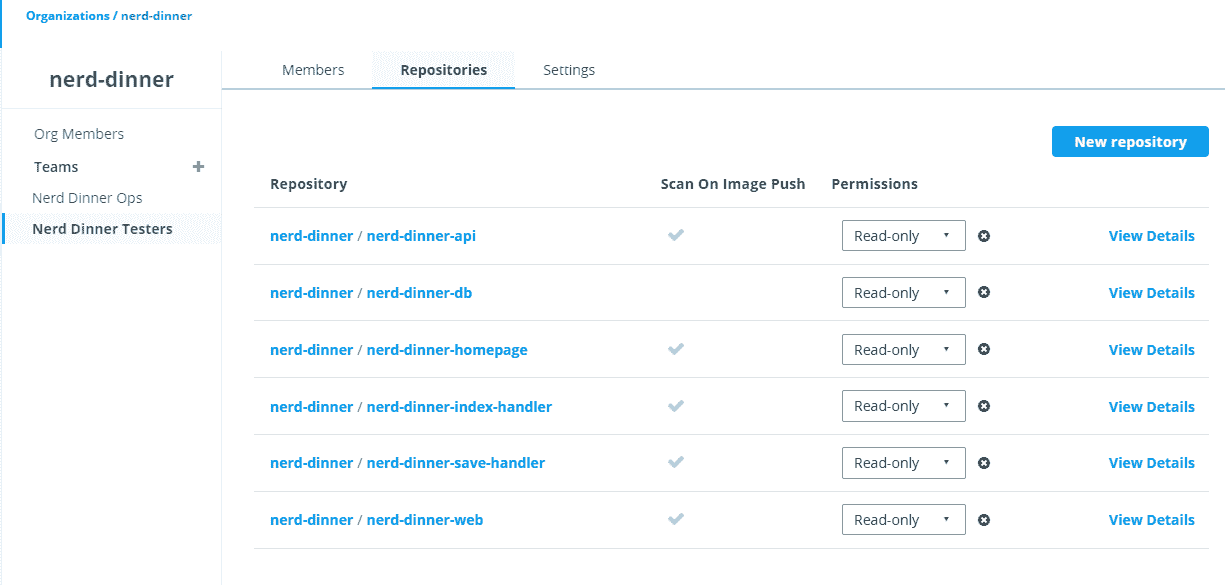 Organizations / nerd-dinner
nerd-dinner
Members Repositories Settings
Org Members
Teams
Nerd Dinner Ops
Nerd Dinner Testers
New repository
Repository Scan On Image Push Permissions
nerd-dinner / nerd-dinner-api Read-only View Details
nerd-dinner / nerd-dinner-db Read-only View Details
nerd-dinner / nerd-dinner-homepage Read-only View Details
nerd-dinner / nerd-dinner-index-handler Read-only View Details
nerd-dinner / nerd-dinner-save-handler Read-only View Details
nerd-dinner / nerd-dinner-web Read-only View Details